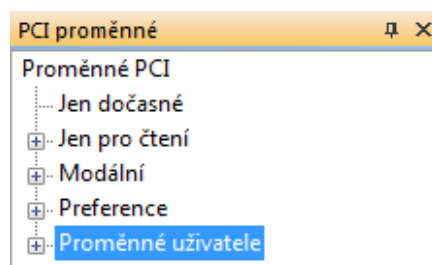 PCI proměnné
Proměnné PCI
Jen dočasné
Jen pro čtení
Modální
Preference
Proměnné uživatele